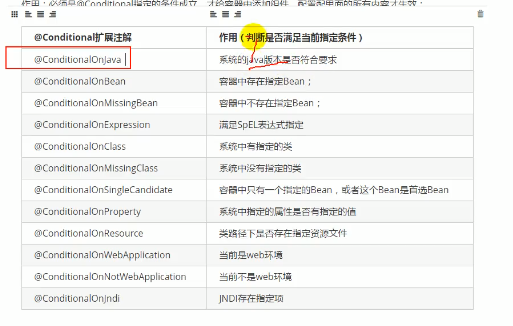 作用：必须是@Conditional指定的条件成立，才给容器中添加组件，配置配里面的所有内容才生效；
@Conditional扩展注解 作用（判断是否满足当前指定条件）
@ConditionalOnJava 系统的java版本是否符合要求
@ConditionalOnBean 容器中存在指定Bean；
@ConditionalOnMissingBean 容器中不存在指定Bean；
@ConditionalOnExpression 满足SpEL表达式指定
@ConditionalOnClass 系统中有指定的类
@ConditionalOnMissingClass 系统中没有指定的类
@ConditionalOnSingleCandidate 容器中只有一个指定的Bean，或者这个Bean是首选Bean
@ConditionalOnProperty 系统中指定的属性是否有指定的值
@ConditionalOnResource 类路径下是否存在指定资源文件
@ConditionalOnWebApplication 当前是web环境
@ConditionalOnNotWebApplication 当前不是web环境
@ConditionalOnJndi JNDI存在指定项